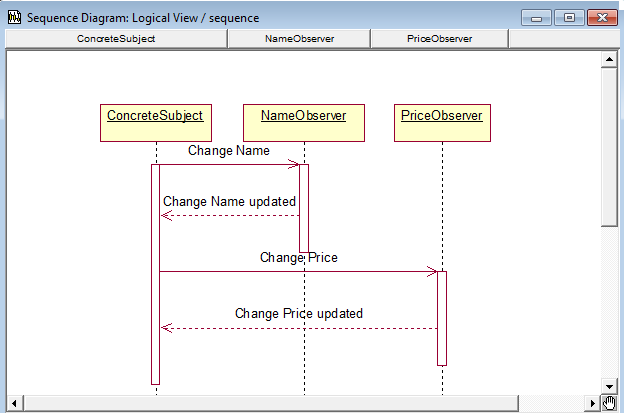 Sequence Diagram: Logical View / sequence
ConcreteSubject NameObserver PriceObserver
ConcreteSubject NameObserver PriceObserver
Change Name
Change Name updated
Change Price
Change Price updated